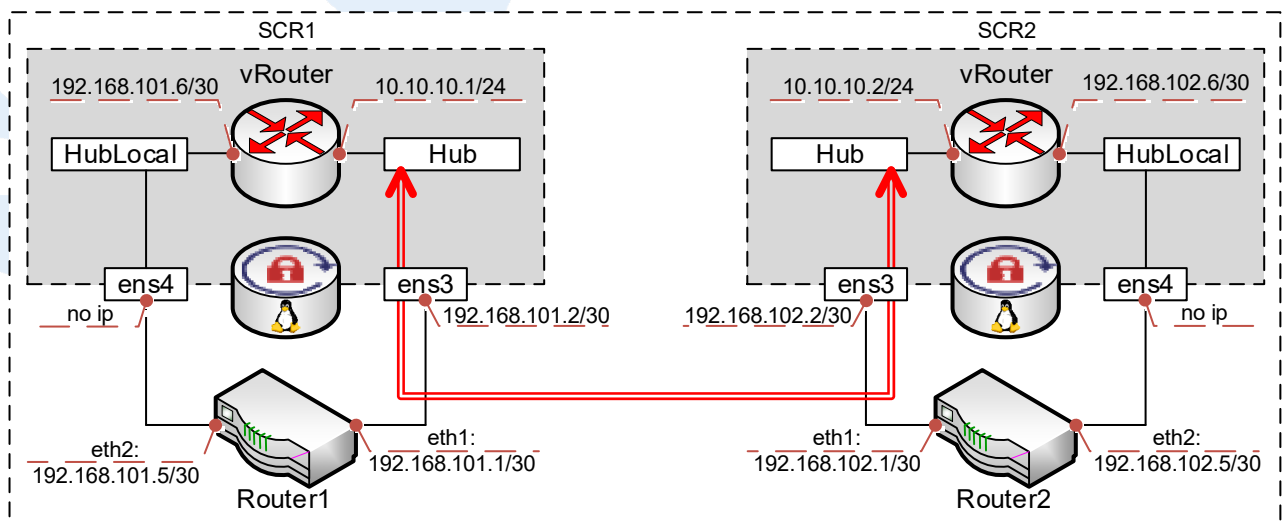 SCR1
SCR2
vRouter
vRouter
192.168.101.6/30
10.10.10.1/24
10.10.10.2/24
192.168.102.6/30
HubLocal
Hub
Hub
HubLocal
ens4
ens3
ens3
ens4
no ip
192.168.101.2/30
192.168.102.2/30
no ip
eth2:
192.168.101.5/30
eth1:
192.168.101.1/30
eth1:
192.168.102.1/30
eth2:
192.168.102.5/30
Router1
Router2